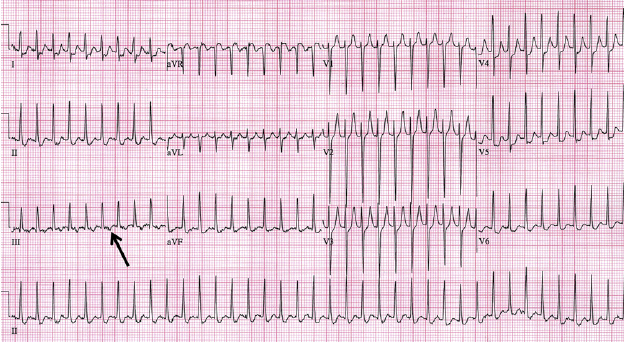 I aVR V1 V4
II aVL V2 V5
III aVF V3 V6
II